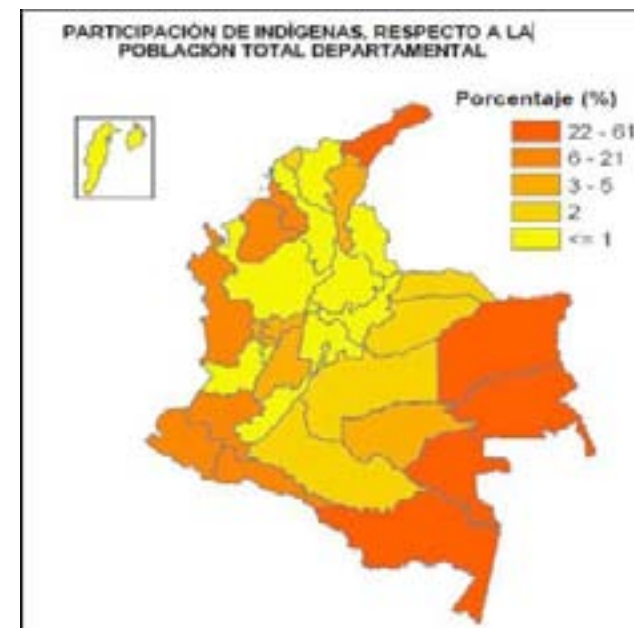 PARTICIPACIÓN DE INDÍGENAS, RESPECTO A LA
POBLACIÓN TOTAL DEPARTAMENTAL
Porcentaje (%)
22 - 61
6 - 21
3 - 5
2
<= 1